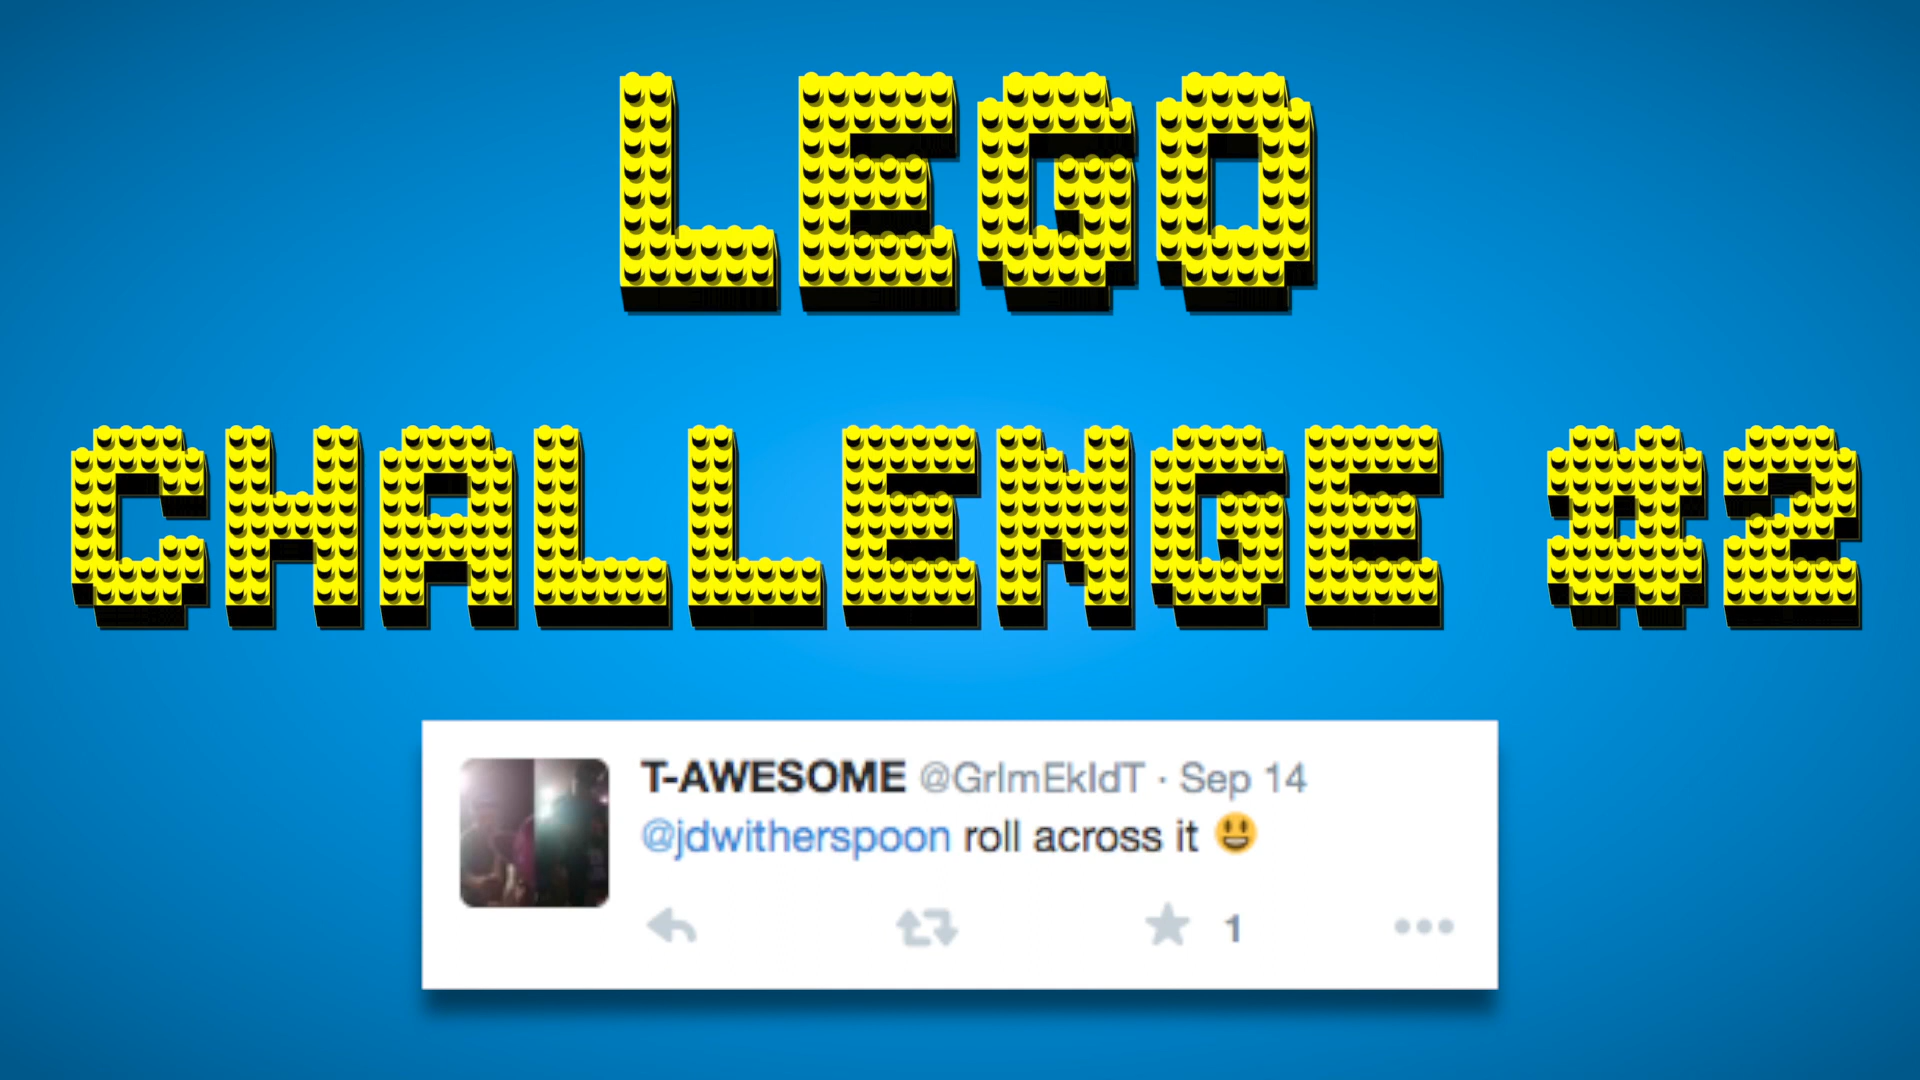 LEGO
CHALLENGE #2
T-AWESOME @GrImEkIdT · Sep 14
@jdwitherspoon roll across it 😃
1